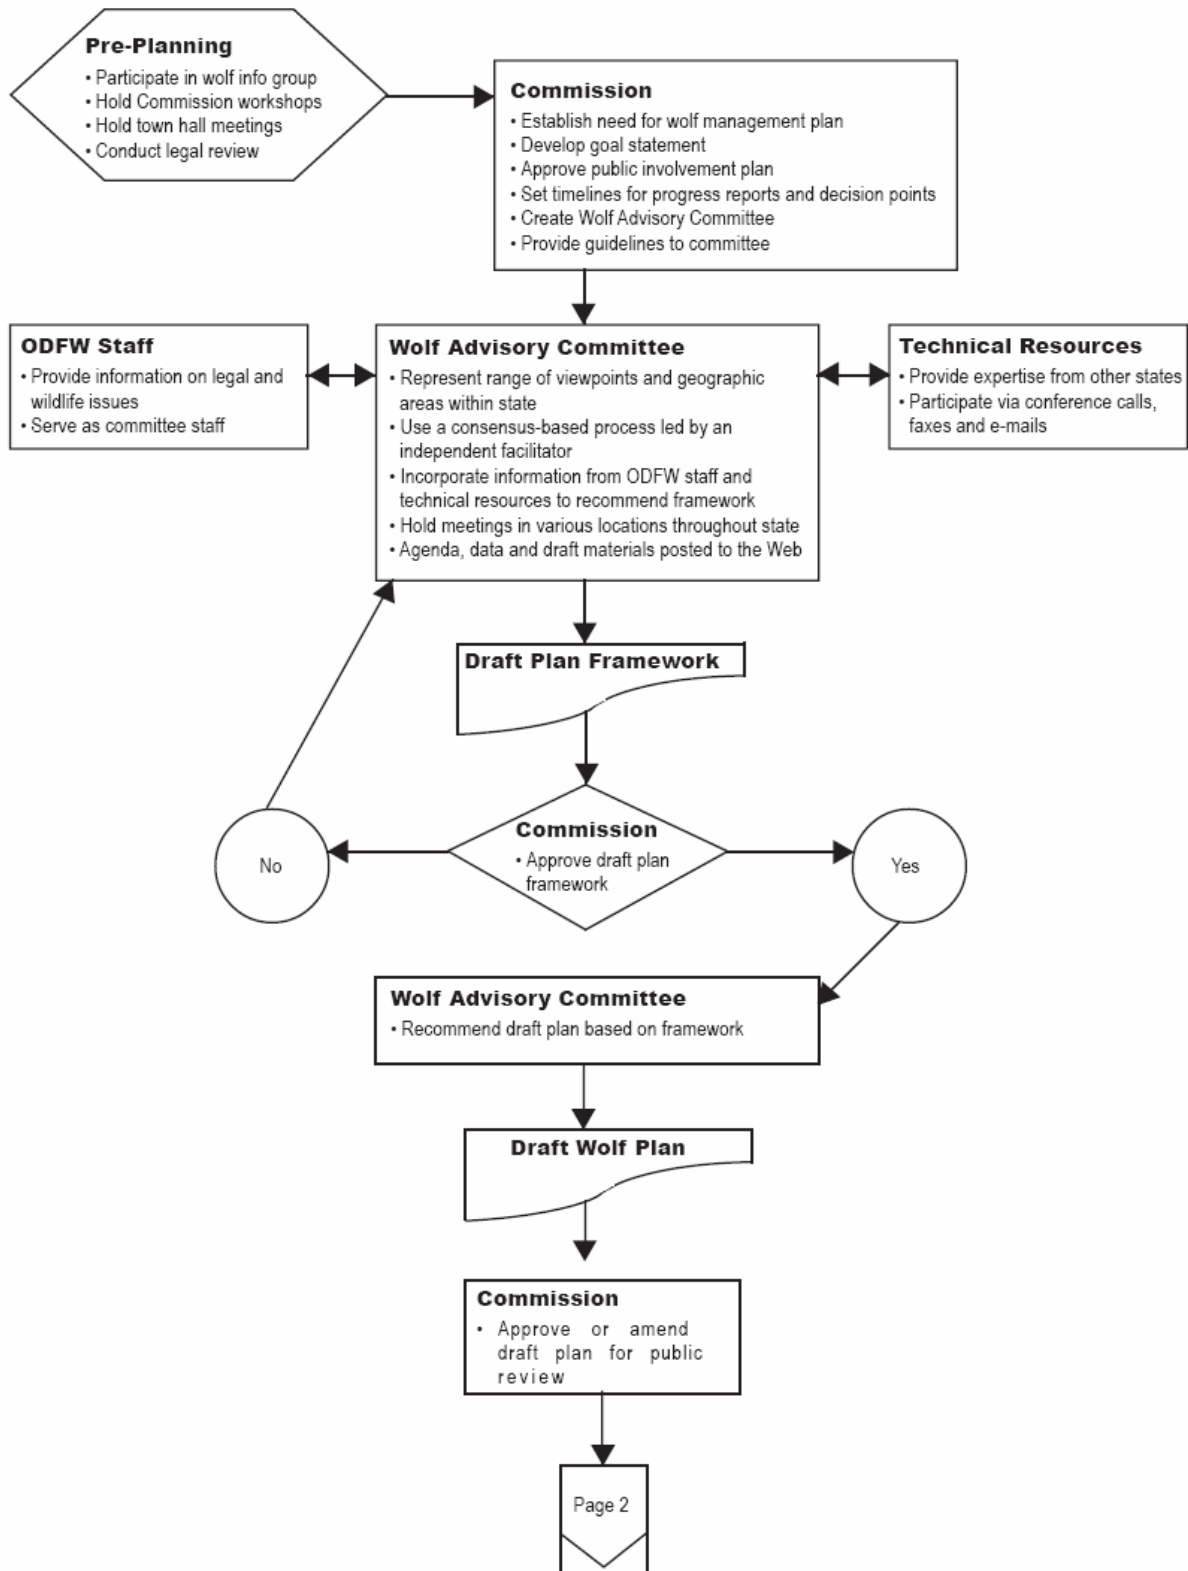 Pre-Planning
• Participate in wolf info group
• Hold Commission workshops
• Hold town hall meetings
• Conduct legal review
Commission
• Establish need for wolf management plan
• Develop goal statement
• Approve public involvement plan
• Set timelines for progress reports and decision points
• Create Wolf Advisory Committee
• Provide guidelines to committee
ODFW Staff
• Provide information on legal and
wildlife issues
• Serve as committee staff
Wolf Advisory Committee
• Represent range of viewpoints and geographic
areas within state
• Use a consensus-based process led by an
independent facilitator
• Incorporate information from ODFW staff and
technical resources to recommend framework
• Hold meetings in various locations throughout state
• Agenda, data and draft materials posted to the Web
Technical Resources
• Provide expertise from other states
• Participate via conference calls,
faxes and e-mails
Draft Plan Framework
Commission
• Approve draft plan
framework
No
Yes
Wolf Advisory Committee
• Recommend draft plan based on framework
Draft Wolf Plan
Commission
• Approve or amend
draft plan for public
review
Page 2